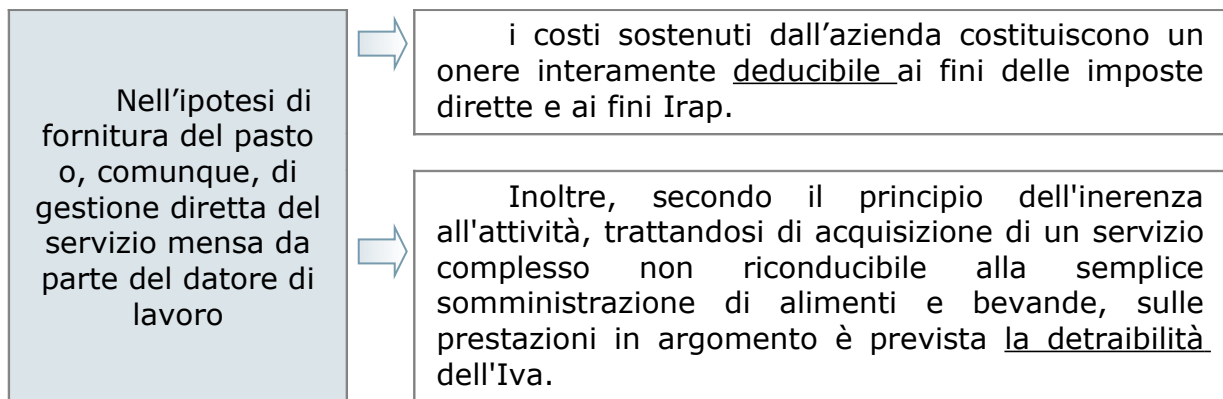 Nell’ipotesi di
fornitura del pasto
o, comunque, di
gestione diretta del
servizio mensa da
parte del datore di
lavoro
i costi sostenuti dall’azienda costituiscono un
onere interamente deducibile ai fini delle imposte
dirette e ai fini Irap.
Inoltre, secondo il principio dell'inerenza
all'attività, trattandosi di acquisizione di un servizio
complesso non riconducibile alla semplice
somministrazione di alimenti e bevande, sulle
prestazioni in argomento è prevista la detraibilità
dell'Iva.